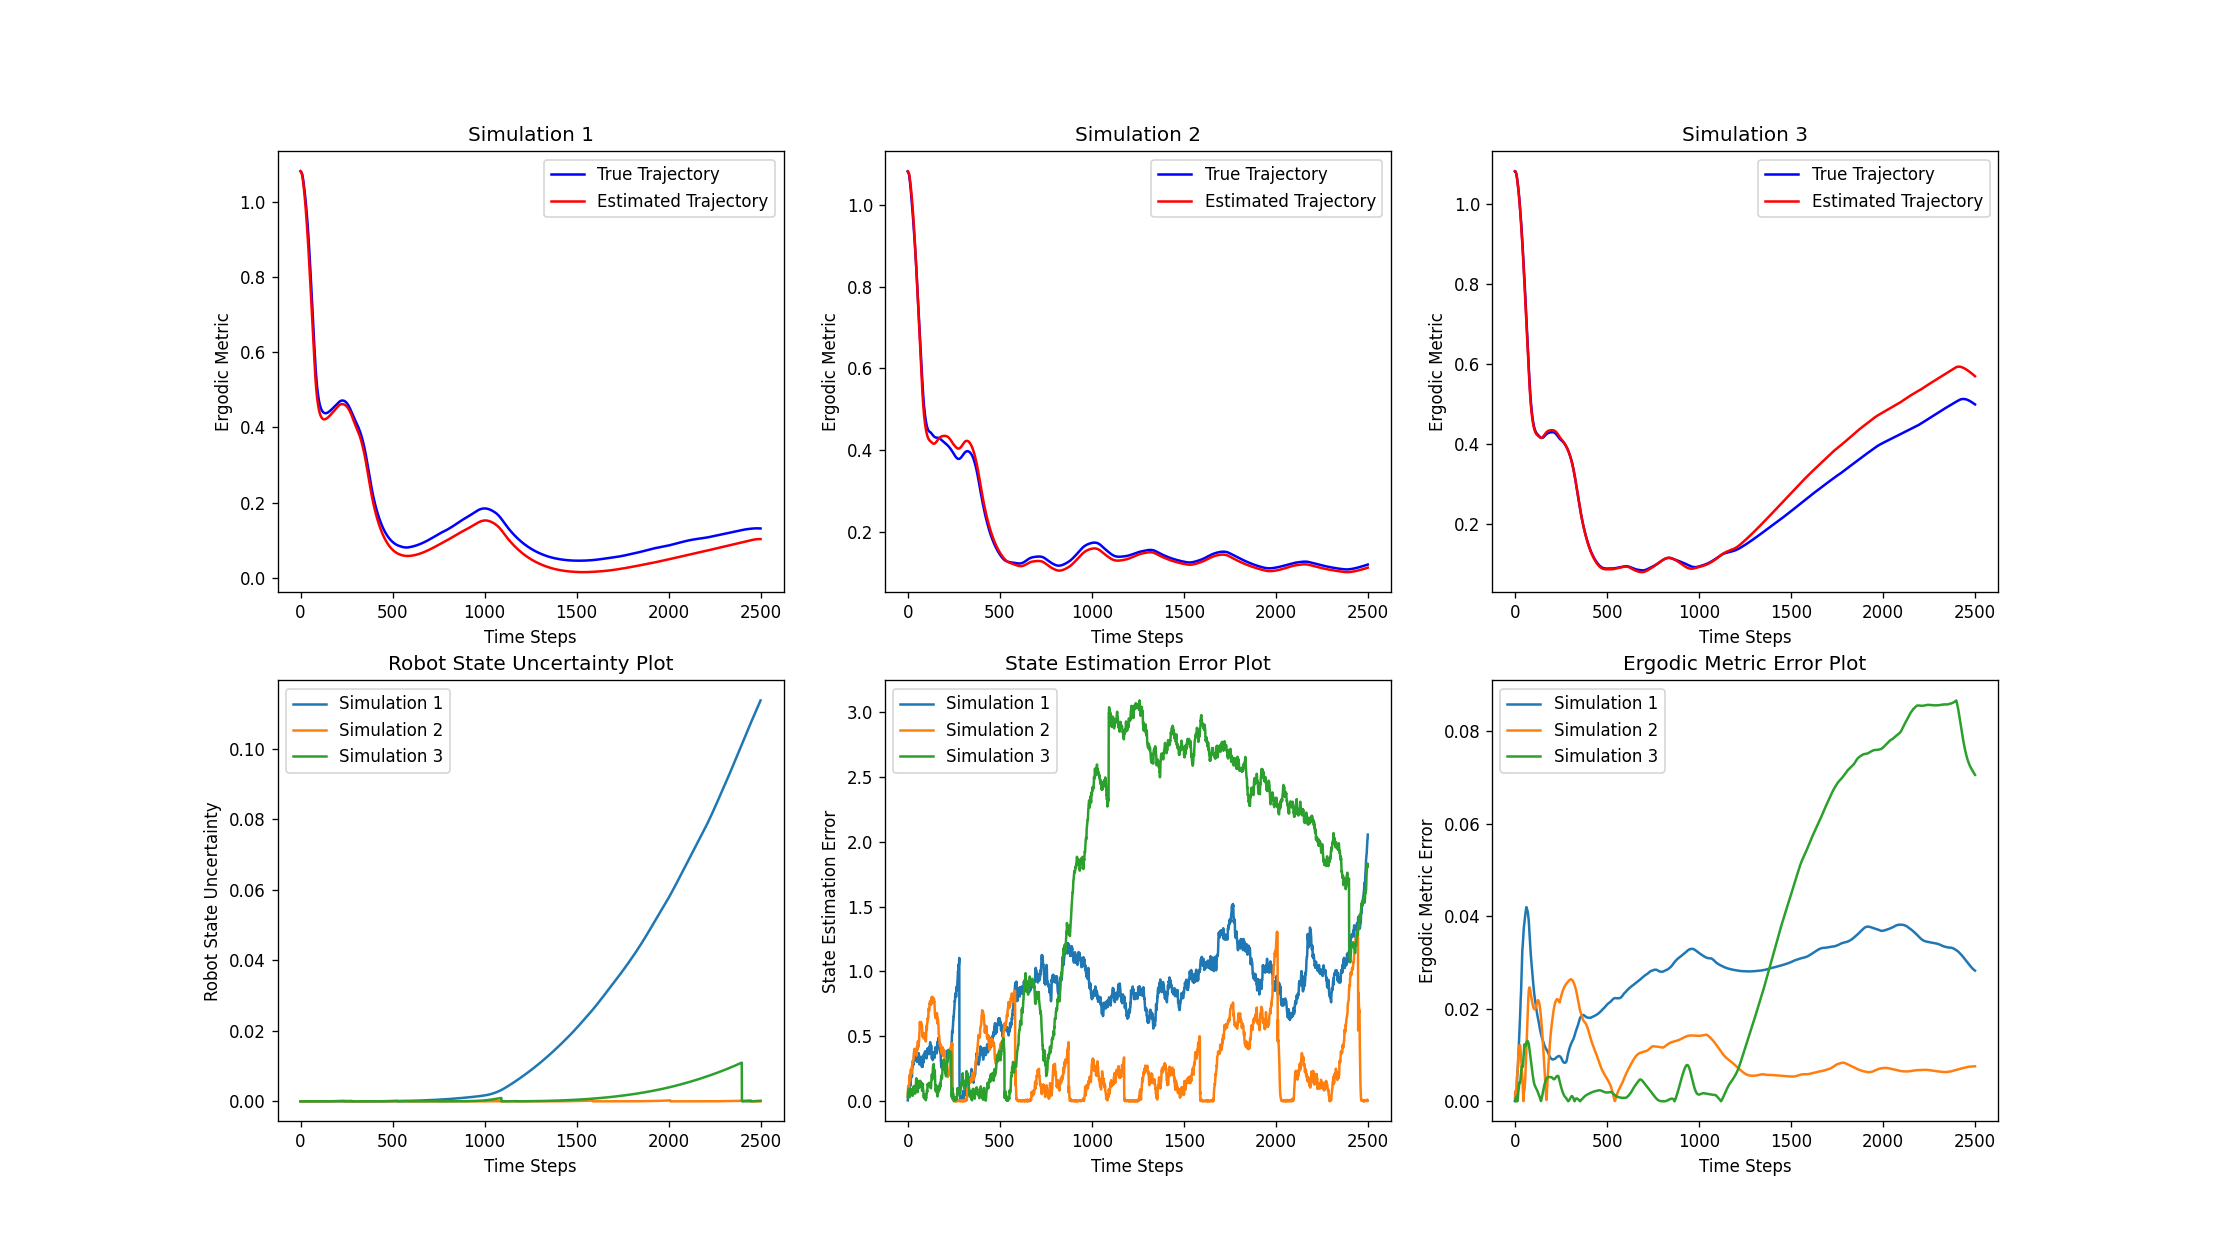 Simulation 1
True Trajectory
Estimated Trajectory
1.0
0.8
0.6
0.4
0.2
0.0
Ergodic Metric
0 500 1000 1500 2000 2500
Time Steps
Simulation 2
True Trajectory
Estimated Trajectory
1.0
0.8
0.6
0.4
0.2
Ergodic Metric
0 500 1000 1500 2000 2500
Time Steps
Simulation 3
True Trajectory
Estimated Trajectory
1.0
0.8
0.6
0.4
0.2
Ergodic Metric
0 500 1000 1500 2000 2500
Time Steps
Robot State Uncertainty Plot
Simulation 1
Simulation 2
Simulation 3
0.10
0.08
0.06
0.04
0.02
0.00
Robot State Uncertainty
0 500 1000 1500 2000 2500
Time Steps
State Estimation Error Plot
Simulation 1
Simulation 2
Simulation 3
3.0
2.5
2.0
1.5
1.0
0.5
0.0
State Estimation Error
0 500 1000 1500 2000 2500
Time Steps
Ergodic Metric Error Plot
Simulation 1
Simulation 2
Simulation 3
0.08
0.06
0.04
0.02
0.00
Ergodic Metric Error
0 500 1000 1500 2000 2500
Time Steps